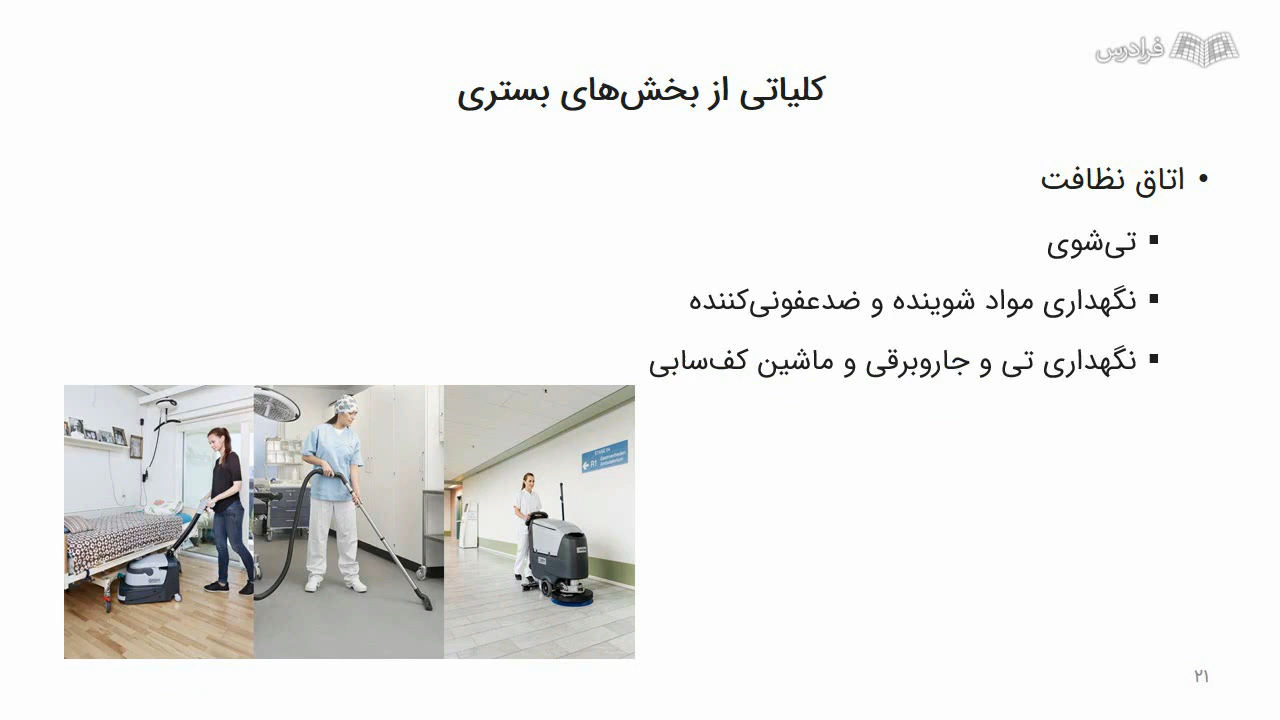 فرادرس
کلیاتی از بخش‌های بستری
• اتاق نظافت
▪ تی‌شوی
▪ نگهداری مواد شوینده و ضدعفونی‌کننده
▪ نگهداری تی و جاروبرقی و ماشین کف‌سابی
R1
۲۱